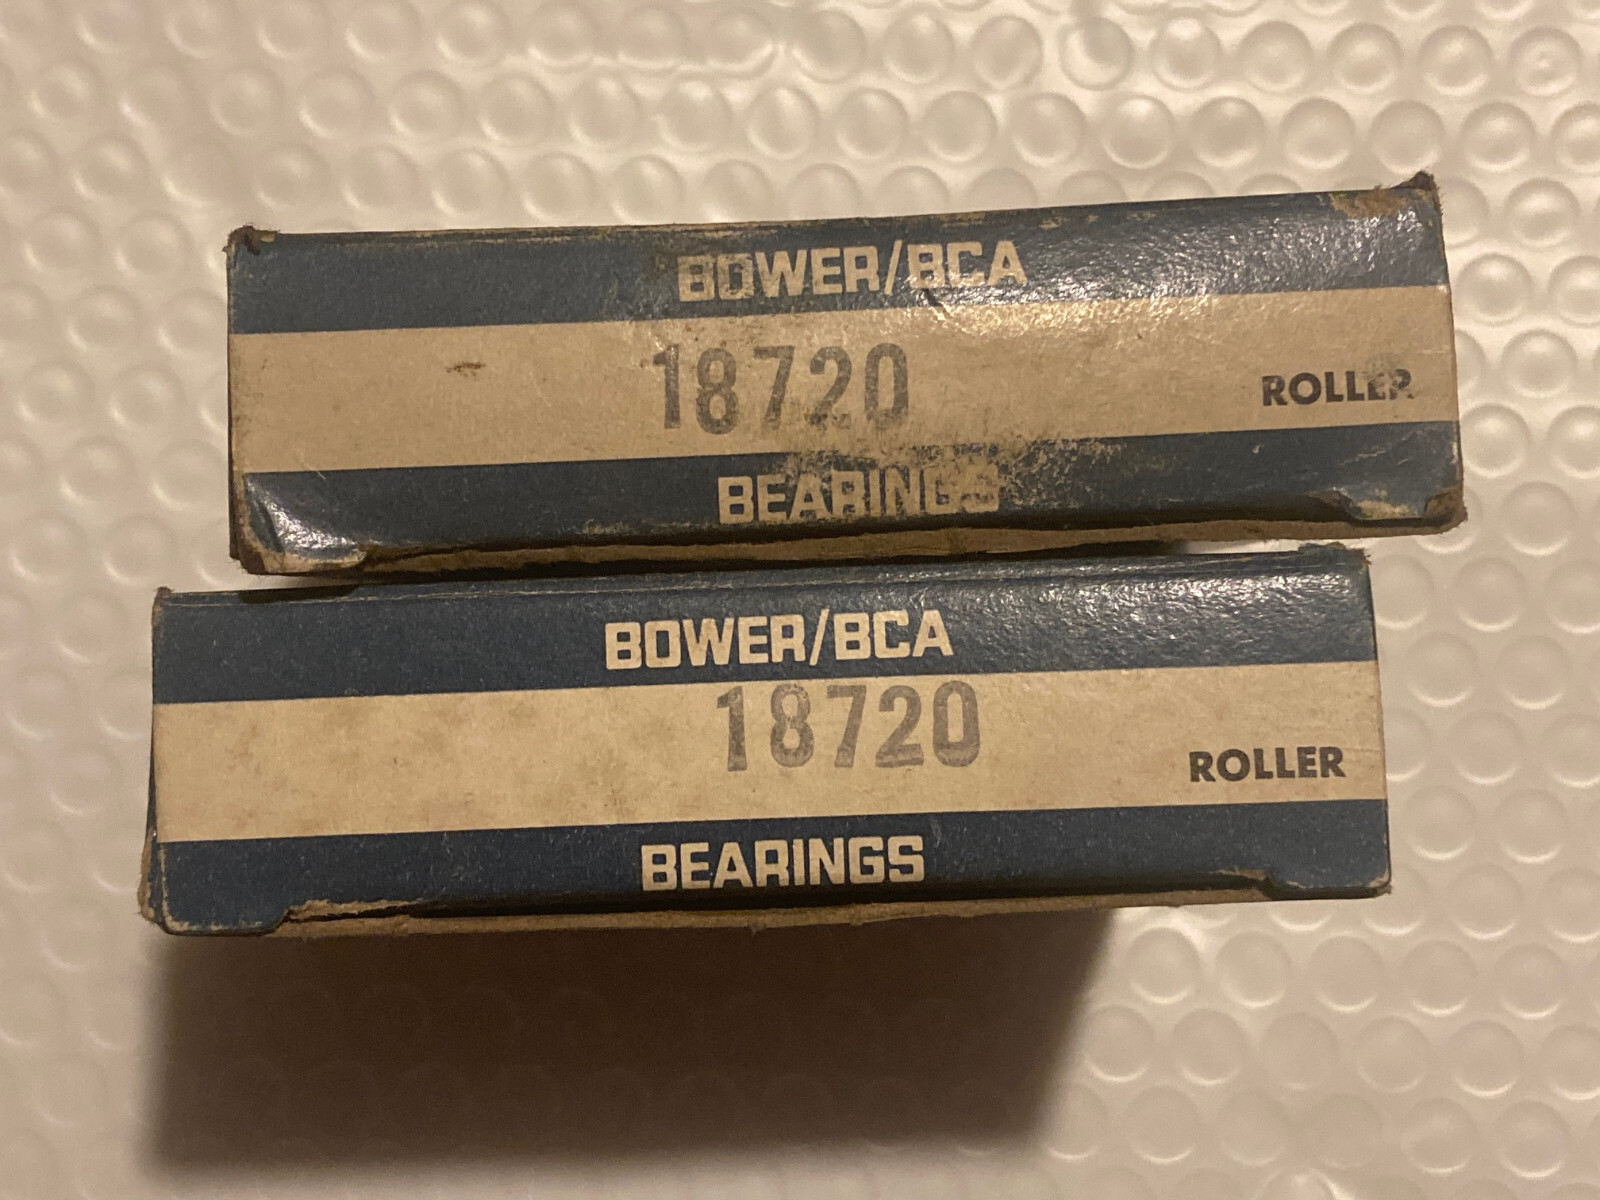 BOWER/BCA
18720
ROLLER
BEARINGS
BOWER/BCA
18720
ROLLER
BEARINGS